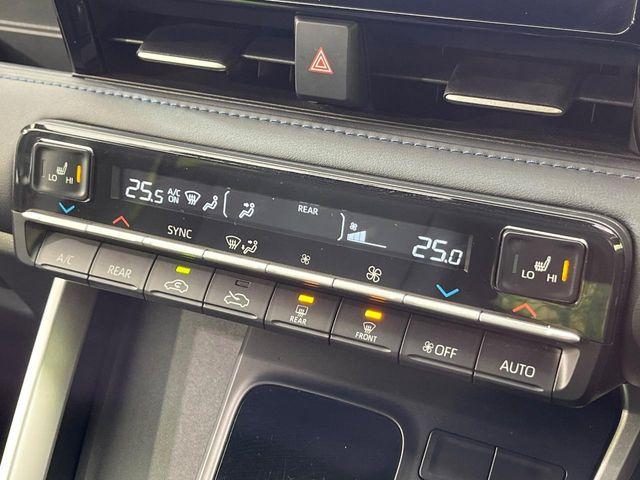 LO HI
25.5 A/C ON
REAR
25.0
LO HI
SYNC
A/C
REAR
REAR
FRONT
OFF
AUTO